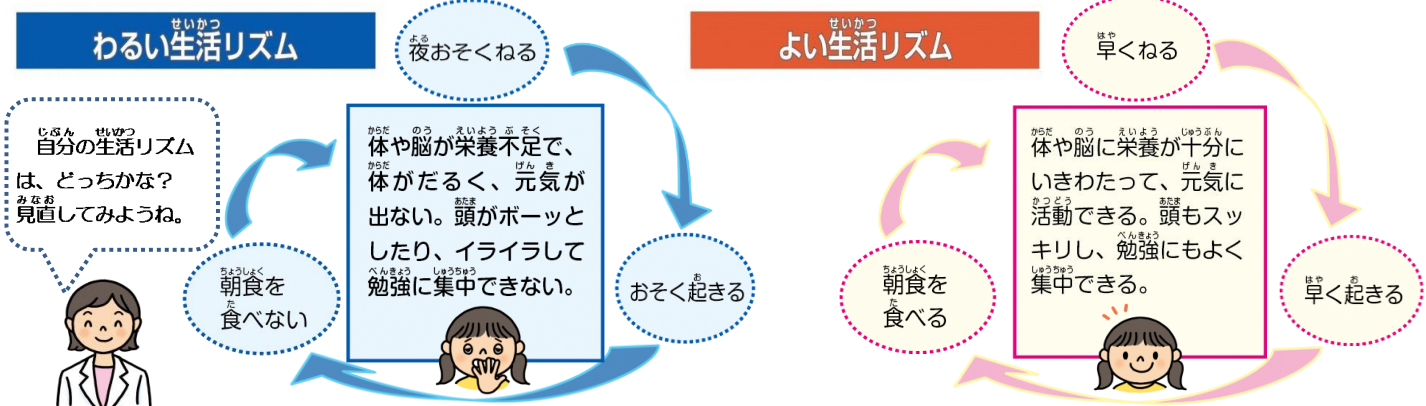 わるい生活リズム
夜おそくねる
自分の生活リズム
は、どっちかな？
見直してみようね。
体や脳が栄養不足で、
体がだるく、元気が
出ない。頭がボーッと
したり、イライラして
勉強に集中できない。
おそく起きる
朝食を
食べない
よい生活リズム
早くねる
体や脳に栄養が十分に
いきわたって、元気に
活動できる。頭もスッ
キリし、勉強にもよく
集中できる。
早く起きる
朝食を
食べる